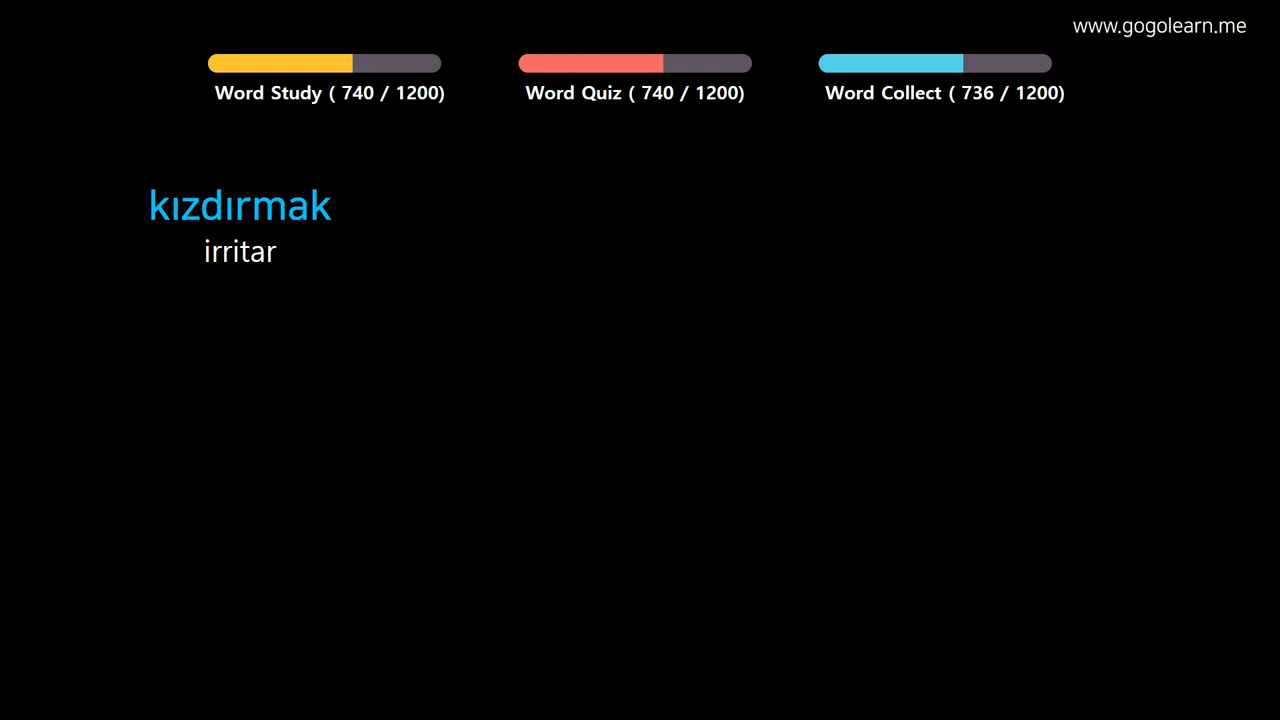 www.gogolearn.me
Word Study ( 740 / 1200)
Word Quiz ( 740 / 1200)
Word Collect ( 736 / 1200)
kızdırmak
irritar